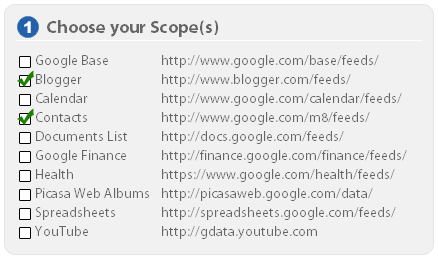 1 Choose your Scope(s)
Google Base http://www.google.com/base/feeds/
Blogger http://www.blogger.com/feeds/
Calendar http://www.google.com/calendar/feeds/
Contacts http://www.google.com/m8/feeds/
Documents List http://docs.google.com/feeds/
Google Finance http://finance.google.com/finance/feeds/
Health https://www.google.com/health/feeds/
Picasa Web Albums http://picasaweb.google.com/data/
Spreadsheets http://spreadsheets.google.com/feeds/
YouTube http://gdata.youtube.com